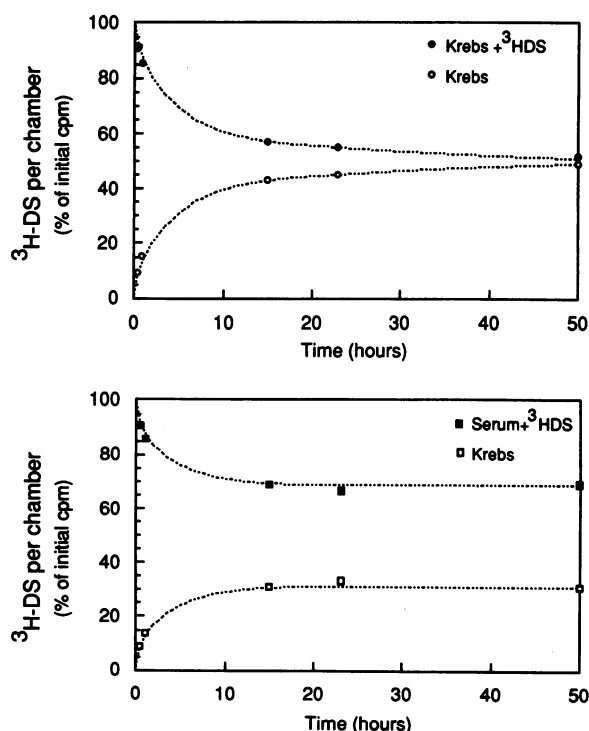 100
80
60
40
20
0
³H-DS per chamber
(% of initial cpm)
Krebs + ³HDS
Krebs
0 10 20 30 40 50
Time (hours)
100
80
60
40
20
0
³H-DS per chamber
(% of initial cpm)
Serum+³HDS
Krebs
0 10 20 30 40 50
Time (hours)